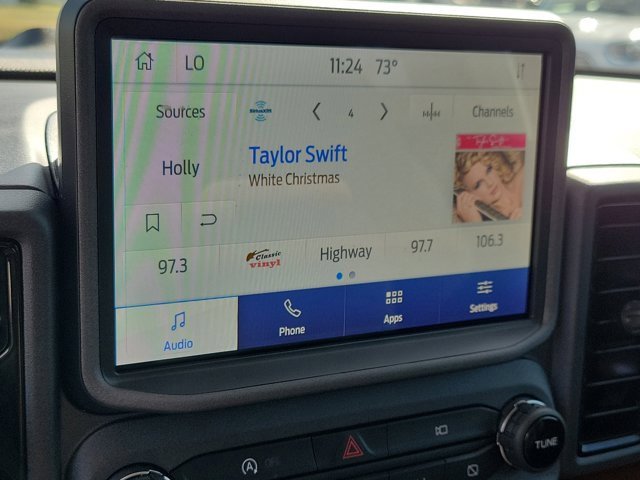 LO 11:24 73°
Sources SiriusXM 4 Channels
Holly
Taylor Swift
White Christmas
97.3 Classic vinyl Highway 97.7 106.3
Audio Phone Apps Settings
TUNE